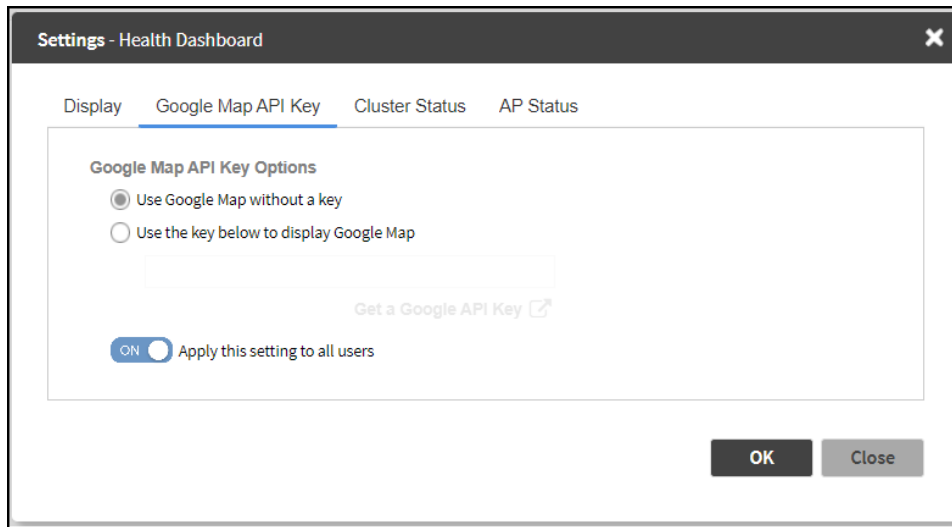 Settings - Health Dashboard
Display Google Map API Key Cluster Status AP Status
Google Map API Key Options
Use Google Map without a key
Use the key below to display Google Map
Get a Google API Key
ON Apply this setting to all users
OK Close